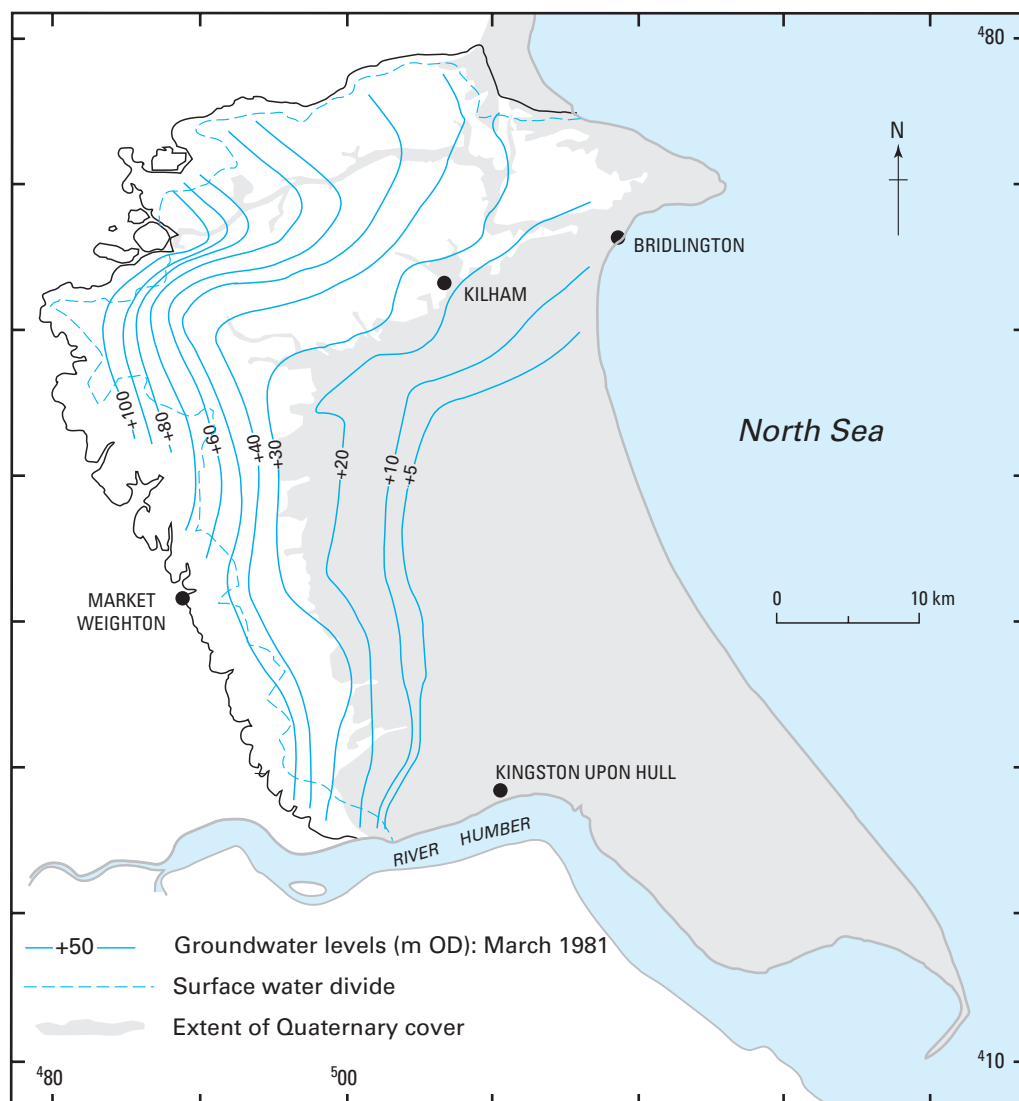 ⁴80
N
BRIDLINGTON
KILHAM
North Sea
+100
+80
+60
+40
+30
+20
+10
+5
MARKET
WEIGHTON
0 10 km
KINGSTON UPON HULL
RIVER HUMBER
+50 Groundwater levels (m OD): March 1981
Surface water divide
Extent of Quaternary cover
⁴10
⁴80 ⁵00